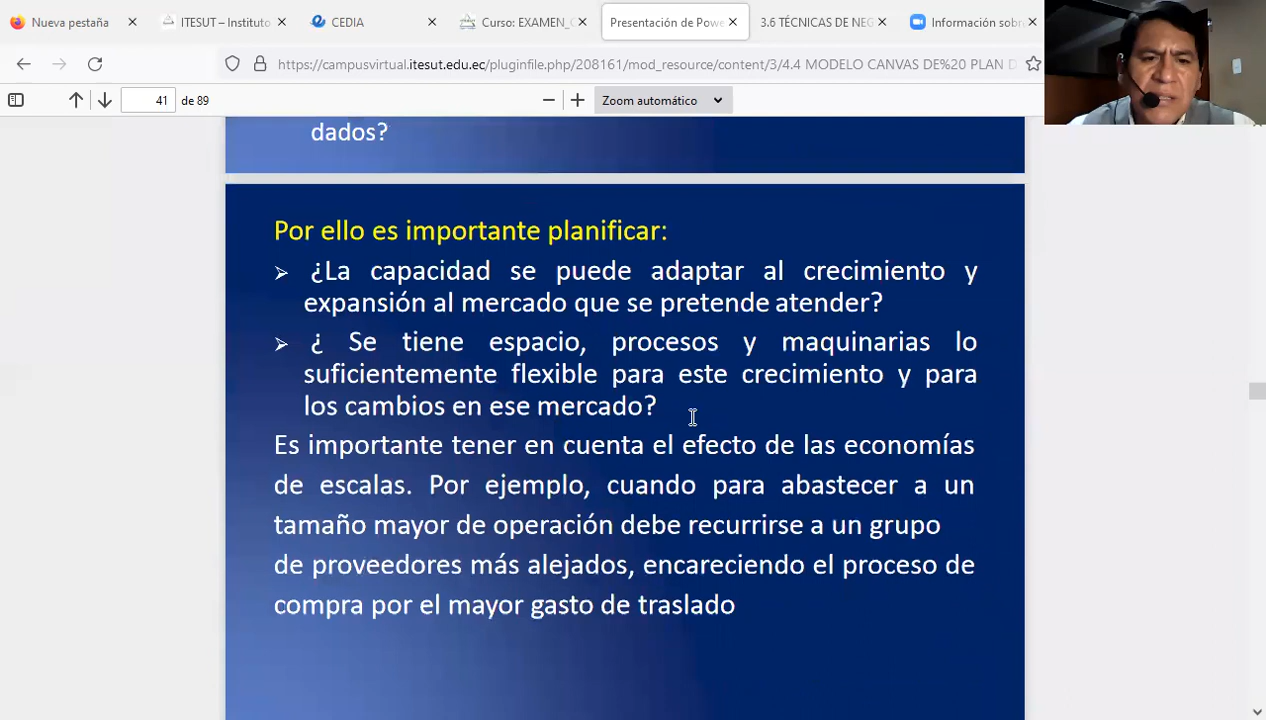 Nueva pestaña
ITESUT – Instituto
CEDIA
Curso: EXAMEN_
Presentación de Powe
3.6 TÉCNICAS DE NEG
Información sobr
https://campusvirtual.itesut.edu.ec/pluginfile.php/208161/mod_resource/content/3/4.4 MODELO CANVAS DE%20 PLAN D
41 de 89
Zoom automático
dados?
Por ello es importante planificar:
¿La capacidad se puede adaptar al crecimiento y
expansión al mercado que se pretende atender?
¿ Se tiene espacio, procesos y maquinarias lo
suficientemente flexible para este crecimiento y para
los cambios en ese mercado?
Es importante tener en cuenta el efecto de las economías
de escalas. Por ejemplo, cuando para abastecer a un
tamaño mayor de operación debe recurrirse a un grupo
de proveedores más alejados, encareciendo el proceso de
compra por el mayor gasto de traslado